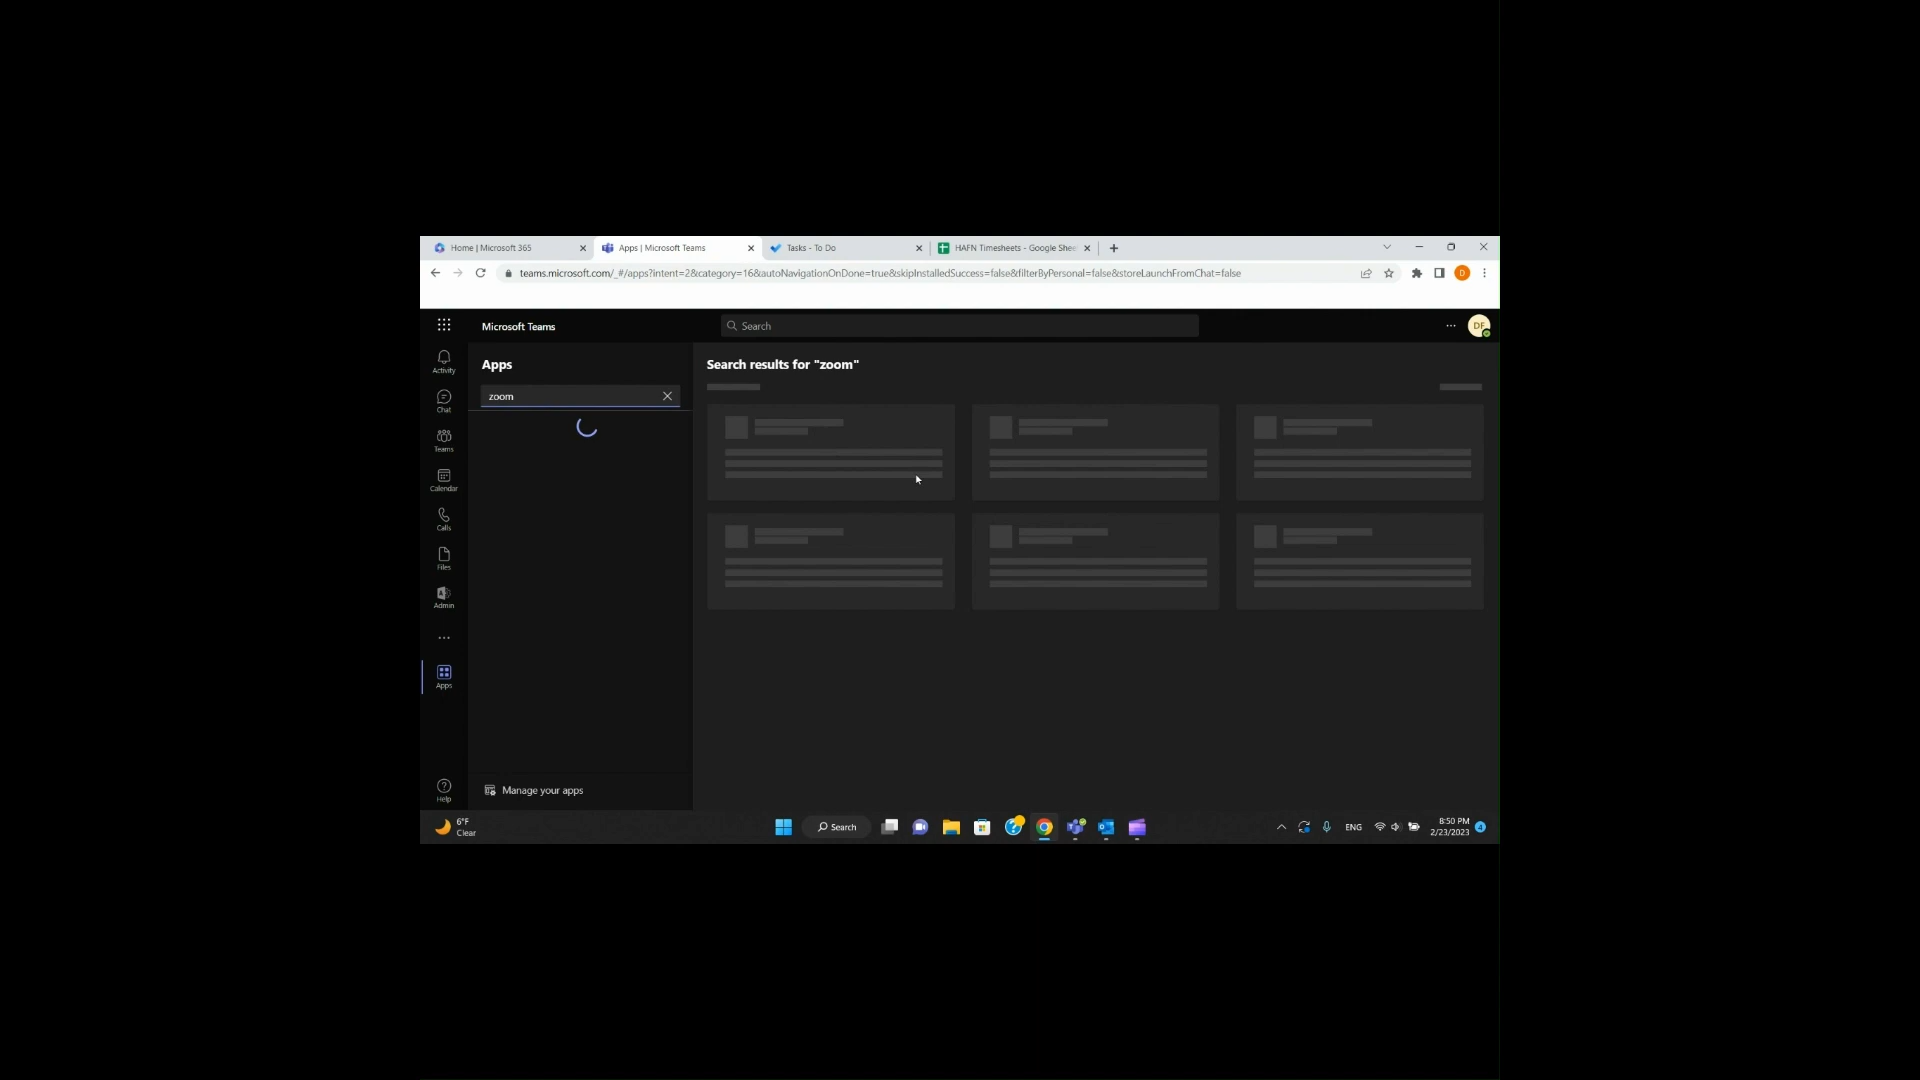 Home | Microsoft 365
Apps | Microsoft Teams
Tasks - To Do
HAFN Timesheets - Google Shee
teams.microsoft.com/_#/apps?intent=2&category=16&autoNavigationOnDone=true&skipInstalledSuccess=false&filterByPersonal=false&storeLaunchFromChat=false
D
Microsoft Teams
Search
DF
Activity
Chat
Teams
Calendar
Calls
Files
Admin
Apps
Help
Apps
zoom
Manage your apps
Search results for "zoom"
6°F
Clear
Search
ENG
8:50 PM
2/23/2023
4